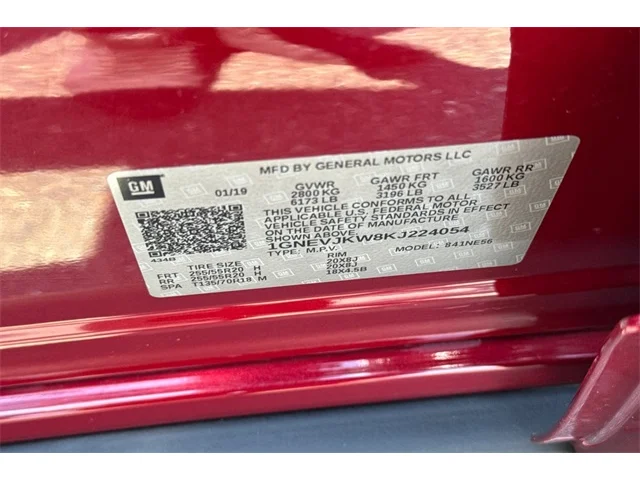 MFD BY GENERAL MOTORS LLC
GM
01/19
GVWR GAWR FRT GAWR RR
2800 KG 1450 KG 1600 KG
6173 LB 3196 LB 3527 LB
THIS VEHICLE CONFORMS TO ALL
APPLICABLE U.S. FEDERAL MOTOR
VEHICLE SAFETY STANDARDS IN
EFFECT ON THE DATE OF MANUFACTURE
SHOWN ABOVE.
1GNEVJKW8KJ224054
TYPE: M.P.V. MODEL: 841NE56
A34B
TIRE SIZE RIM
FRT 255/55R20 H 20X8J
RR 255/55R20 H 20X8J
SPA T135/70R18 M 18X4.5B